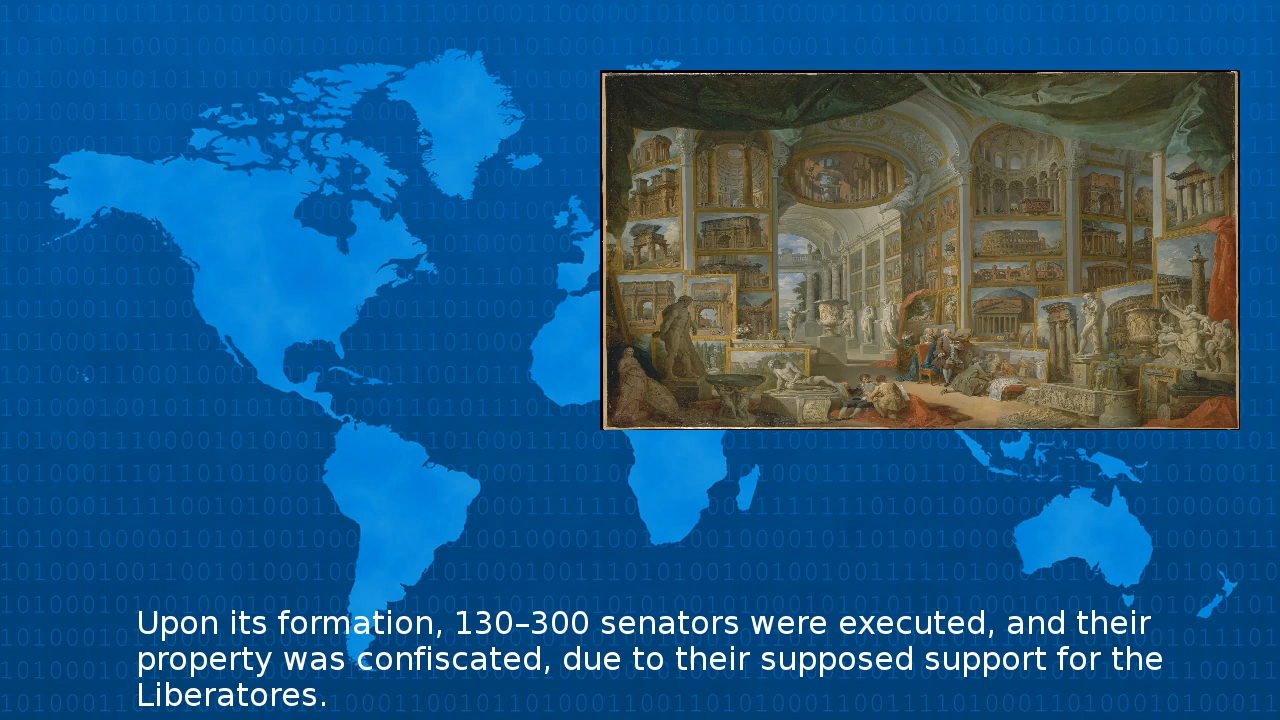 Upon its formation, 130–300 senators were executed, and their
property was confiscated, due to their supposed support for the
Liberatores.